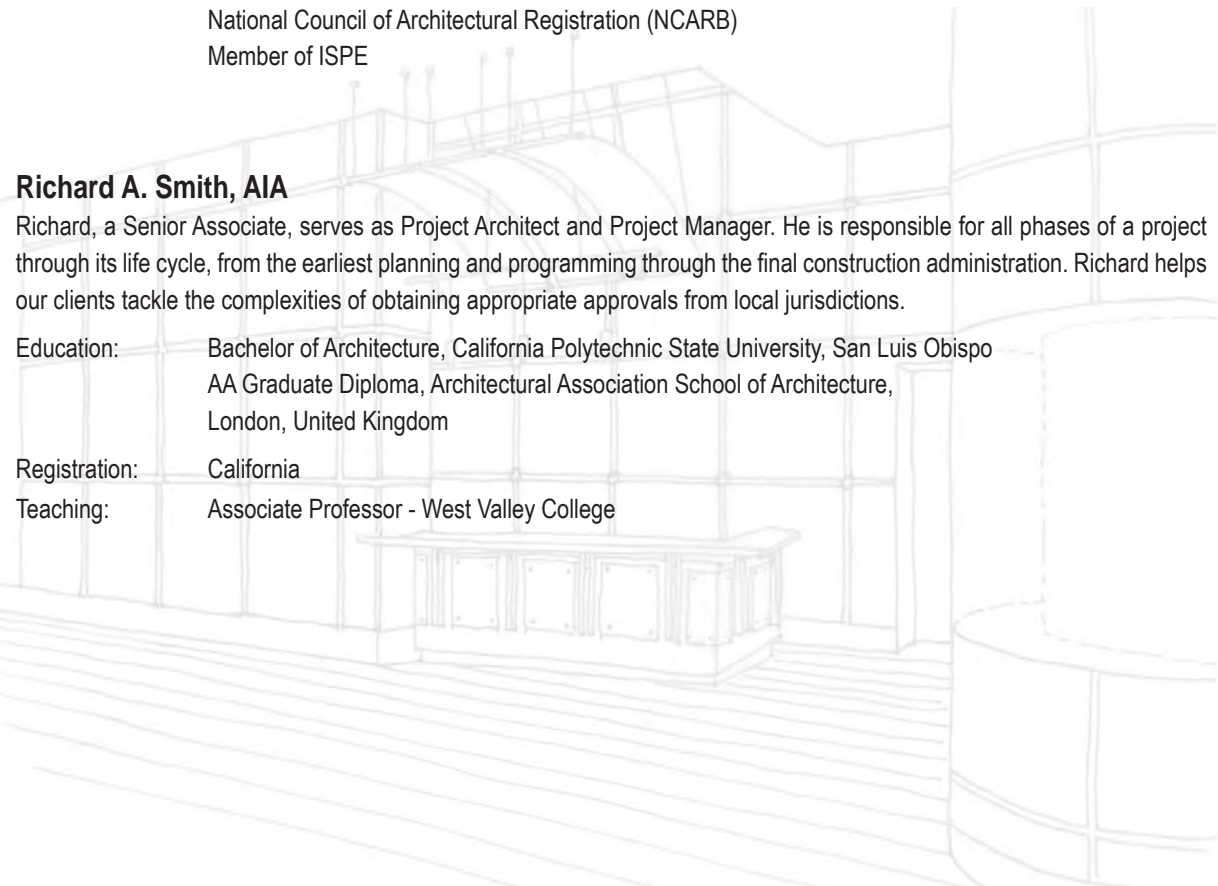 National Council of Architectural Registration (NCARB)
Member of ISPE
Richard A. Smith, AIA
Richard, a Senior Associate, serves as Project Architect and Project Manager. He is responsible for all phases of a project
through its life cycle, from the earliest planning and programming through the final construction administration. Richard helps
our clients tackle the complexities of obtaining appropriate approvals from local jurisdictions.
Education: Bachelor of Architecture, California Polytechnic State University, San Luis Obispo
AA Graduate Diploma, Architectural Association School of Architecture,
London, United Kingdom
Registration: California
Teaching: Associate Professor - West Valley College